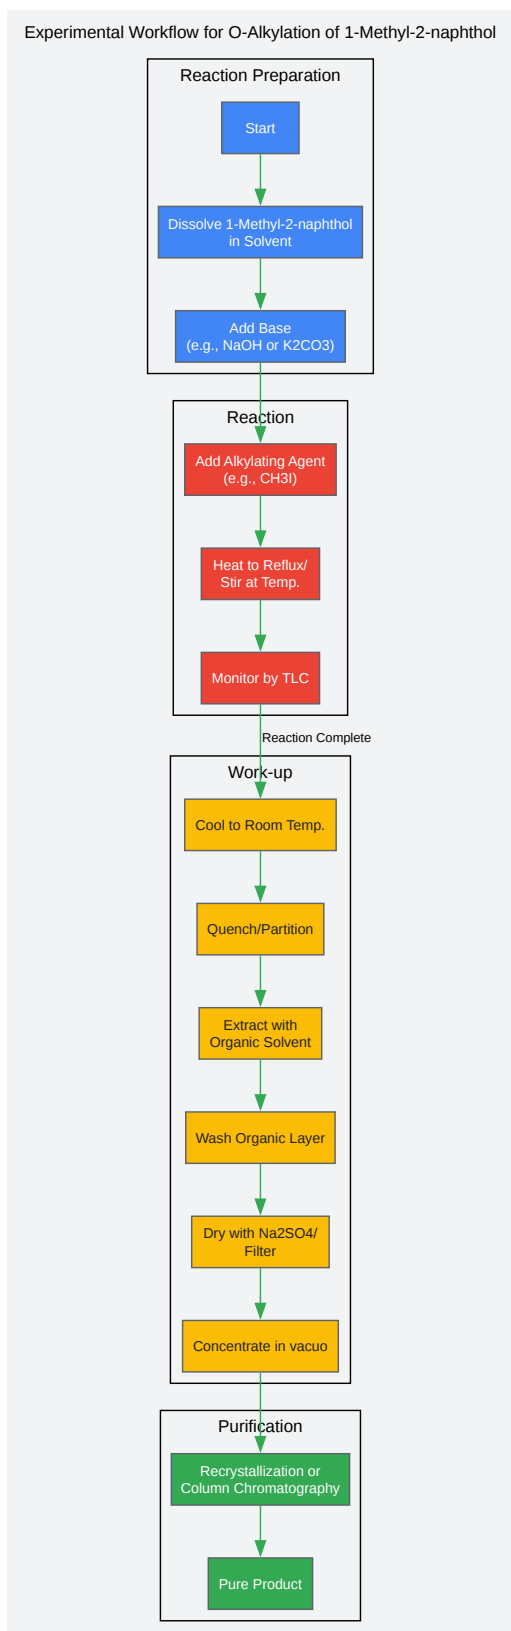 Experimental Workflow for O-Alkylation of 1-Methyl-2-naphthol
Reaction Preparation
Start
Dissolve 1-Methyl-2-naphthol
in Solvent
Add Base
(e.g., NaOH or K2CO3)
Reaction
Add Alkylating Agent
(e.g., CH3I)
Heat to Reflux/
Stir at Temp.
Monitor by TLC
Reaction Complete
Work-up
Cool to Room Temp.
Quench/Partition
Extract with
Organic Solvent
Wash Organic Layer
Dry with Na2SO4/
Filter
Concentrate in vacuo
Purification
Recrystallization or
Column Chromatography
Pure Product